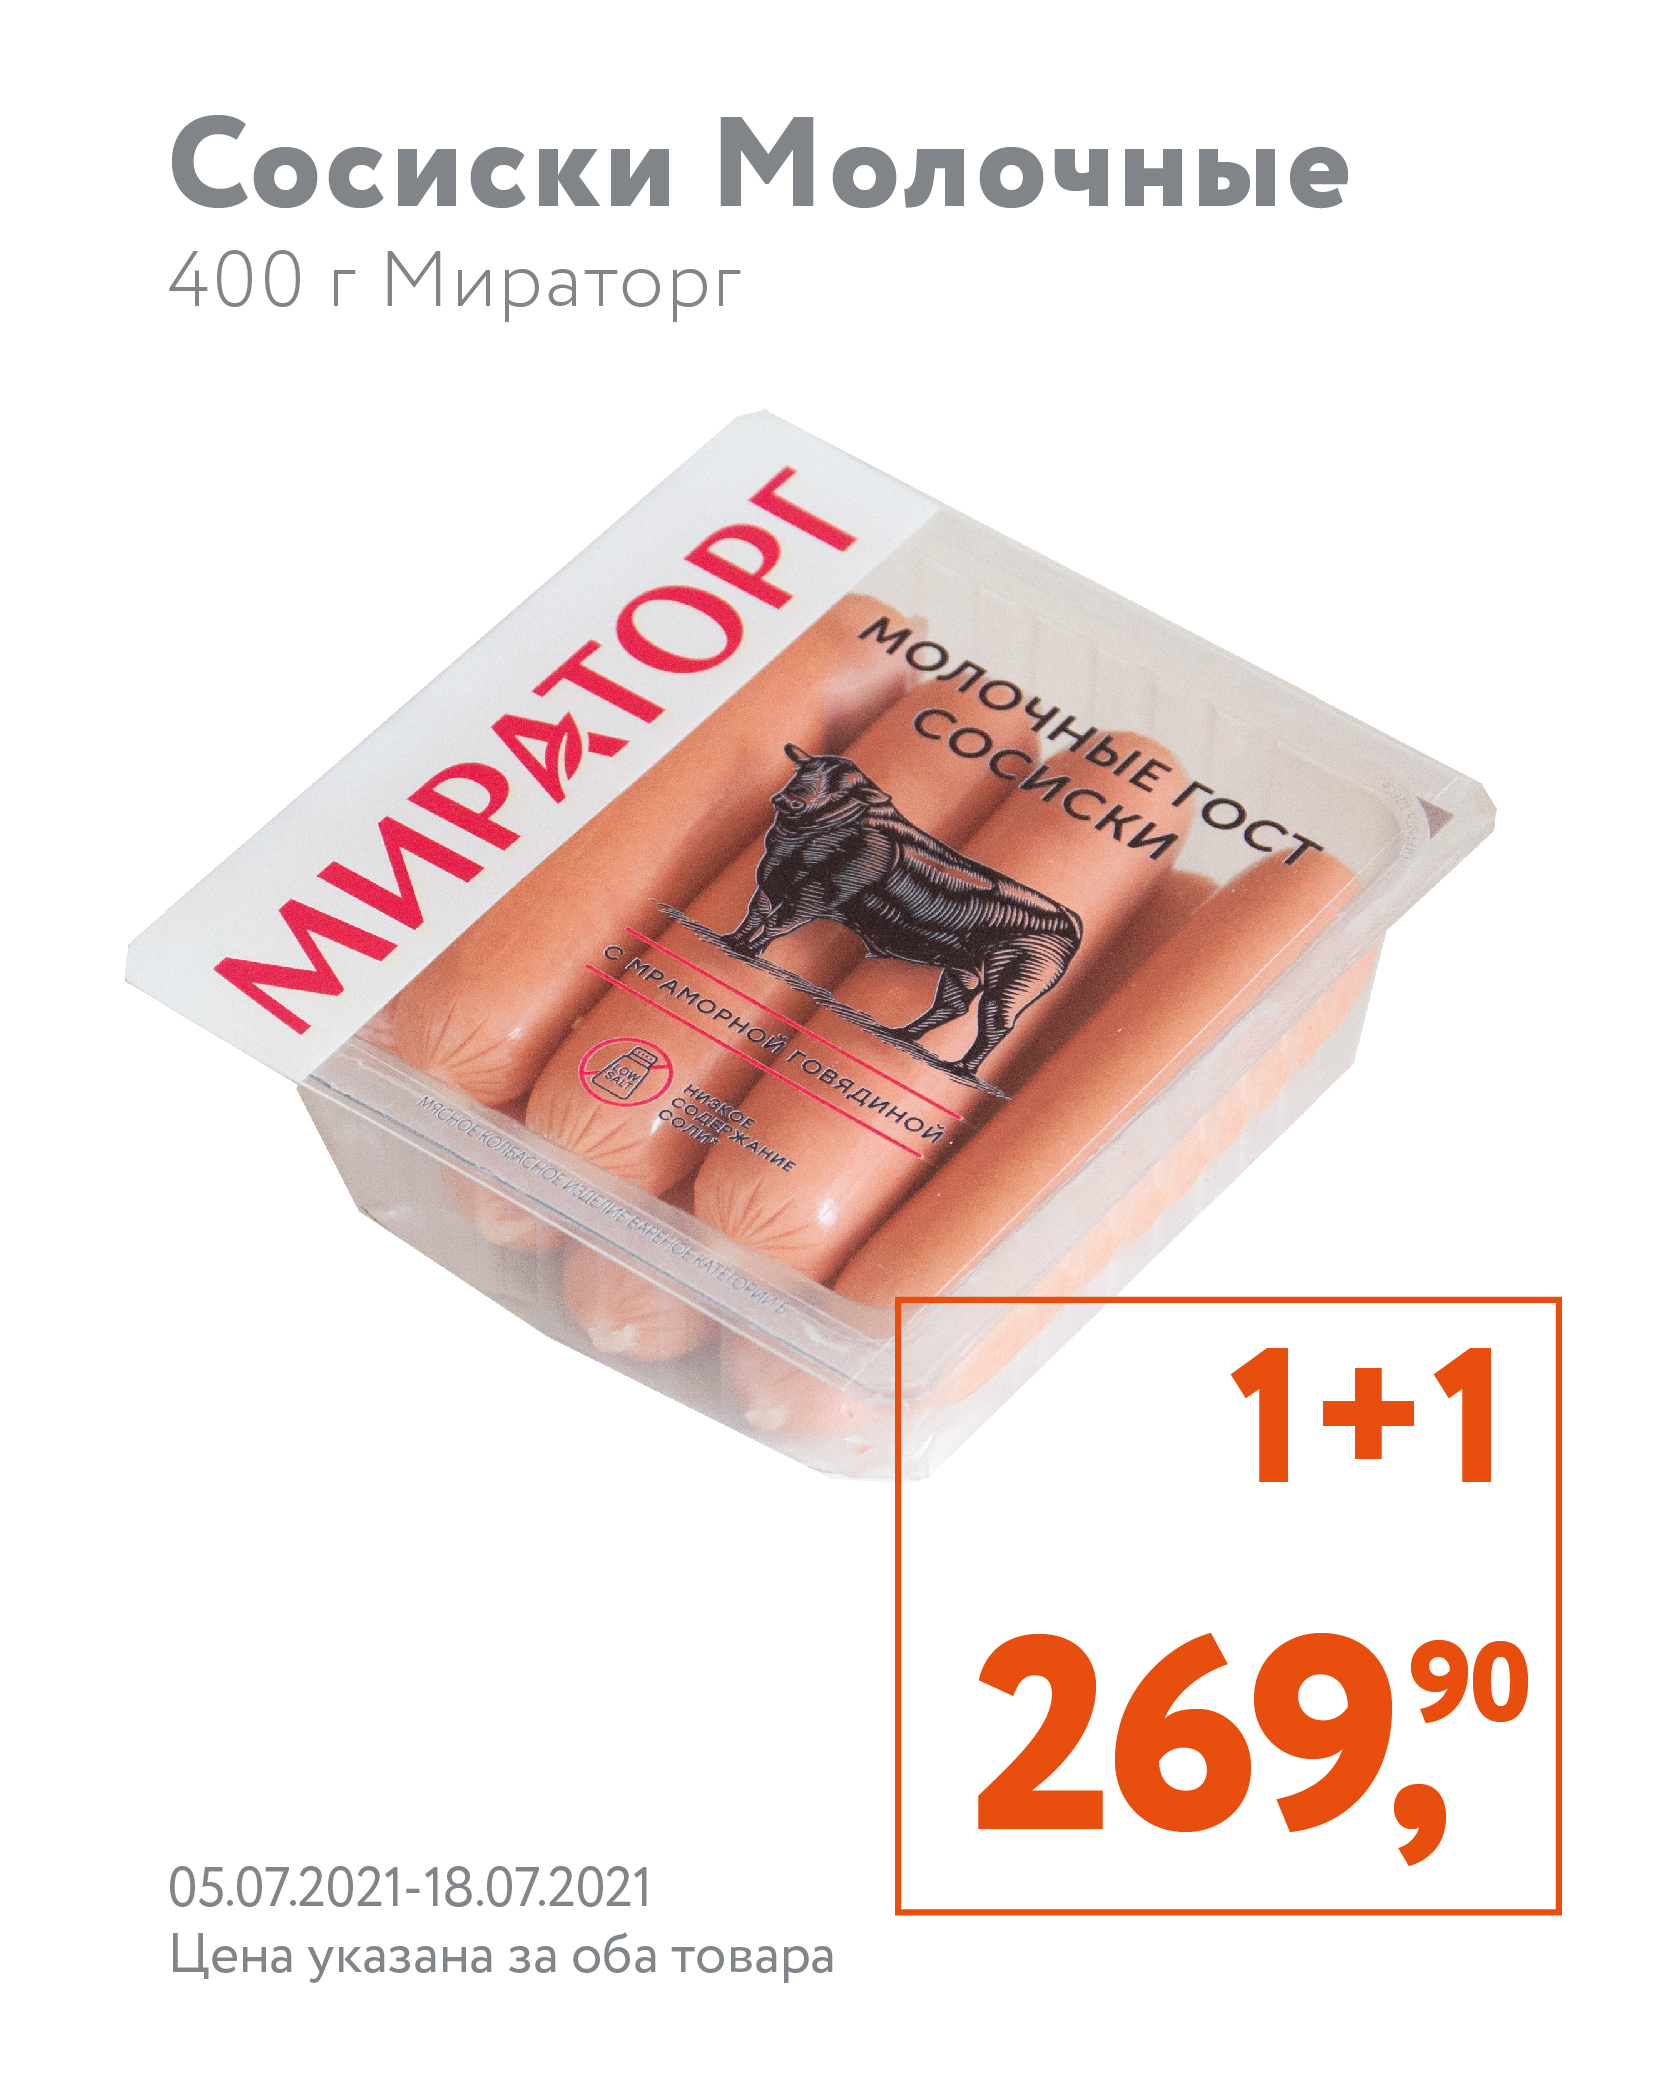 Сосиски Молочные
400 г Мираторг
МИРАТОРГ
МОЛОЧНЫЕ ГОСТ
СОСИСКИ
С МРАМОРНОЙ ГОВЯДИНОЙ
LOW
SALT
НИЗКОЕ
СОДЕРЖАНИЕ
СОЛИ*
МЯСНОЕ КОЛБАСНОЕ ИЗДЕЛИЕ ВАРЕНОЕ КАТЕГОРИИ Б
1+1
269,90
05.07.2021-18.07.2021
Цена указана за оба товара